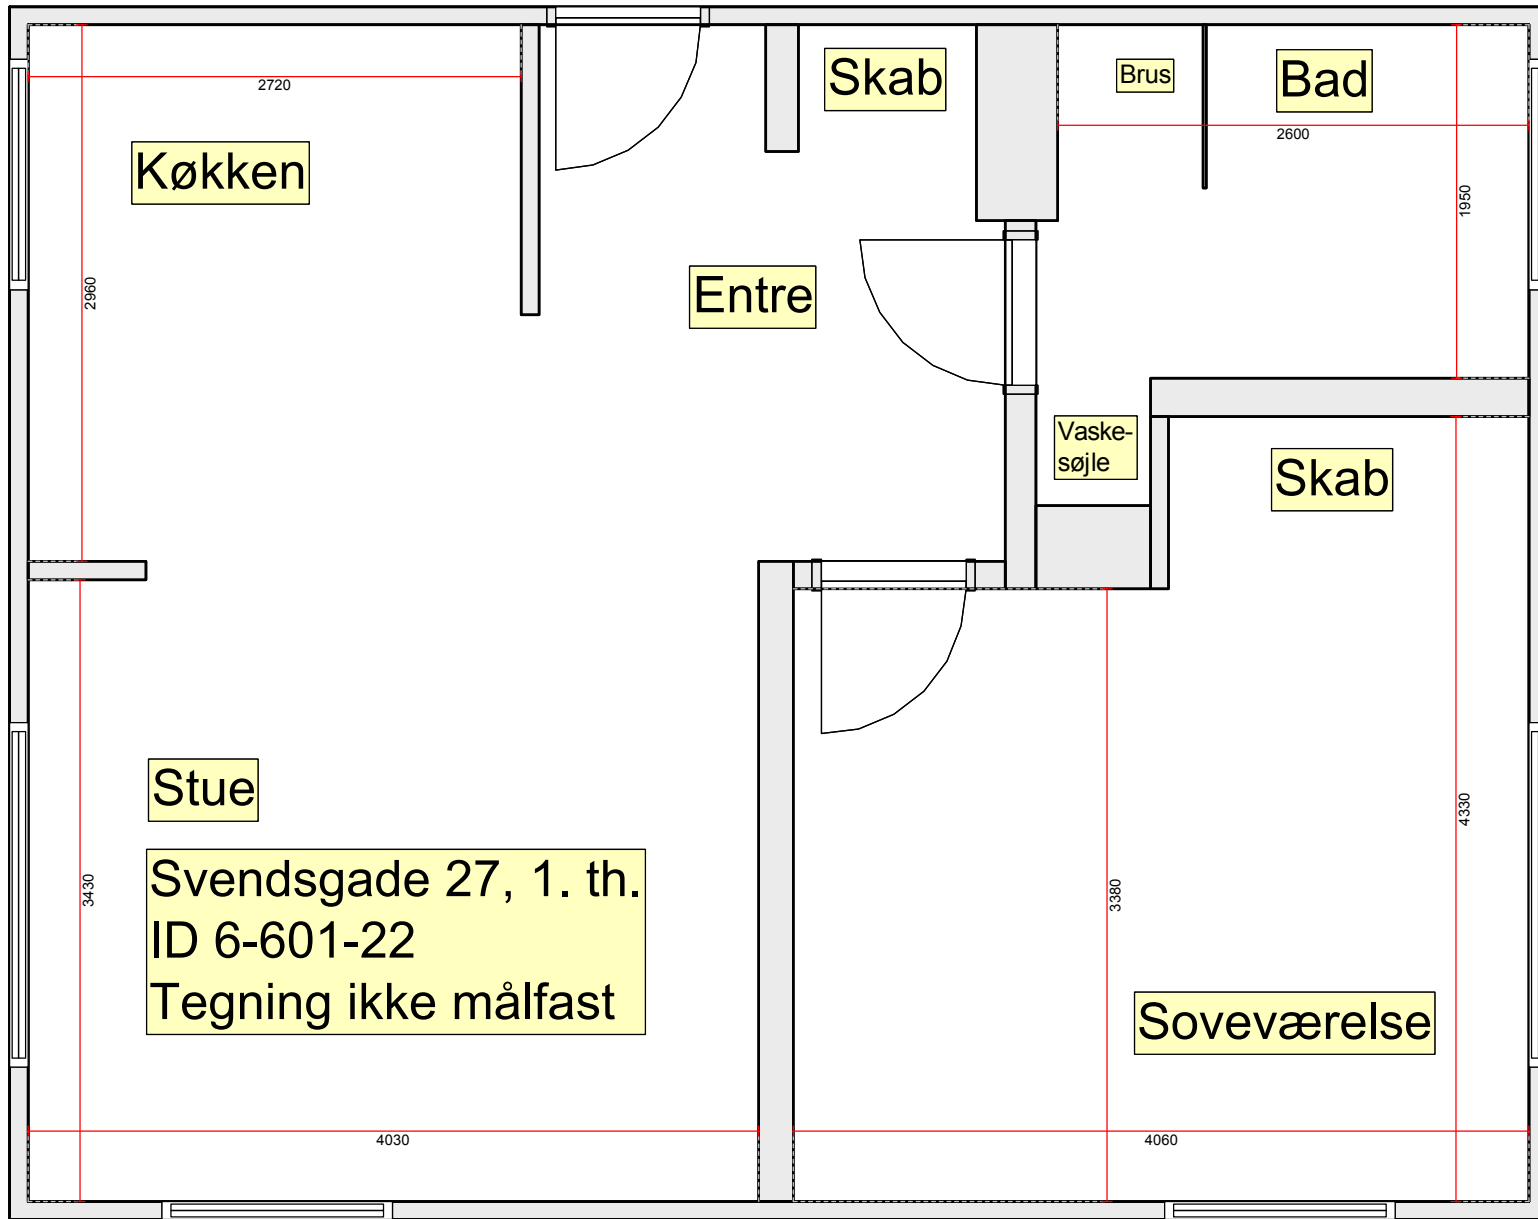 Skab
Brus
Bad
2720
2600
Køkken
1950
2960
Entre
Vaske-
søjle
Skab
Stue
4330
3430
3380
Svendsgade 27, 1. th.
ID 6-601-22
Tegning ikke målfast
Soveværelse
4030
4060